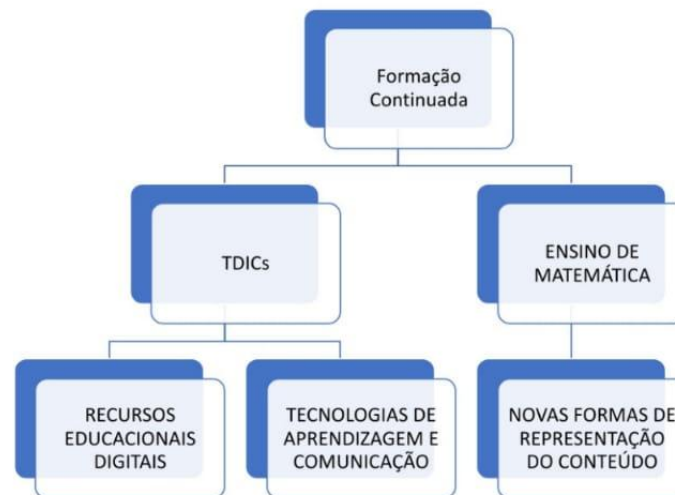 Formação
Continuada
TDICs
ENSINO DE
MATEMÁTICA
RECURSOS
EDUCACIONAIS
DIGITAIS
TECNOLOGIAS DE
APRENDIZAGEM E
COMUNICAÇÃO
NOVAS FORMAS DE
REPRESENTAÇÃO
DO CONTEÚDO